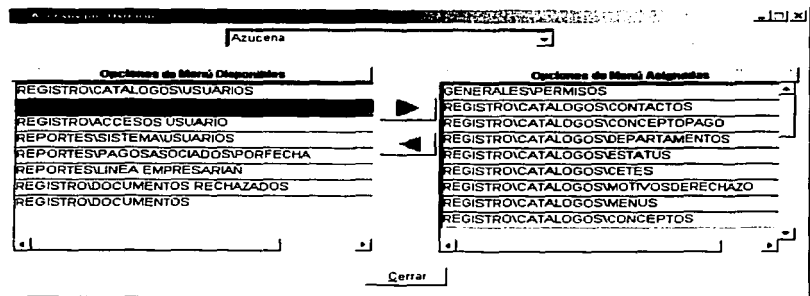 Azucena
Opciones de Menú Disponibles
REGISTRO\CATALOGOS\USUARIOS
REGISTRO\ACCESOS USUARIO
REPORTES\SISTEMA\USUARIOS
REPORTES\PAGOSASOCIADOS\PORFECHA
REPORTES\LINEA EMPRESARIAN
REGISTRO\DOCUMENTOS RECHAZADOS
REGISTRO\DOCUMENTOS
Opciones de Menú Asignadas
GENERALES\PERMISOS
REGISTRO\CATALOGOS\CONTACTOS
REGISTRO\CATALOGOS\CONCEPTOPAGO
REGISTRO\CATALOGOS\DEPARTAMENTOS
REGISTRO\CATALOGOS\ESTATUS
REGISTRO\CATALOGOS\CETES
REGISTRO\CATALOGOS\MOTIVOSDERECHAZO
REGISTRO\CATALOGOS\MENUS
REGISTRO\CATALOGOS\CONCEPTOS
Cerrar